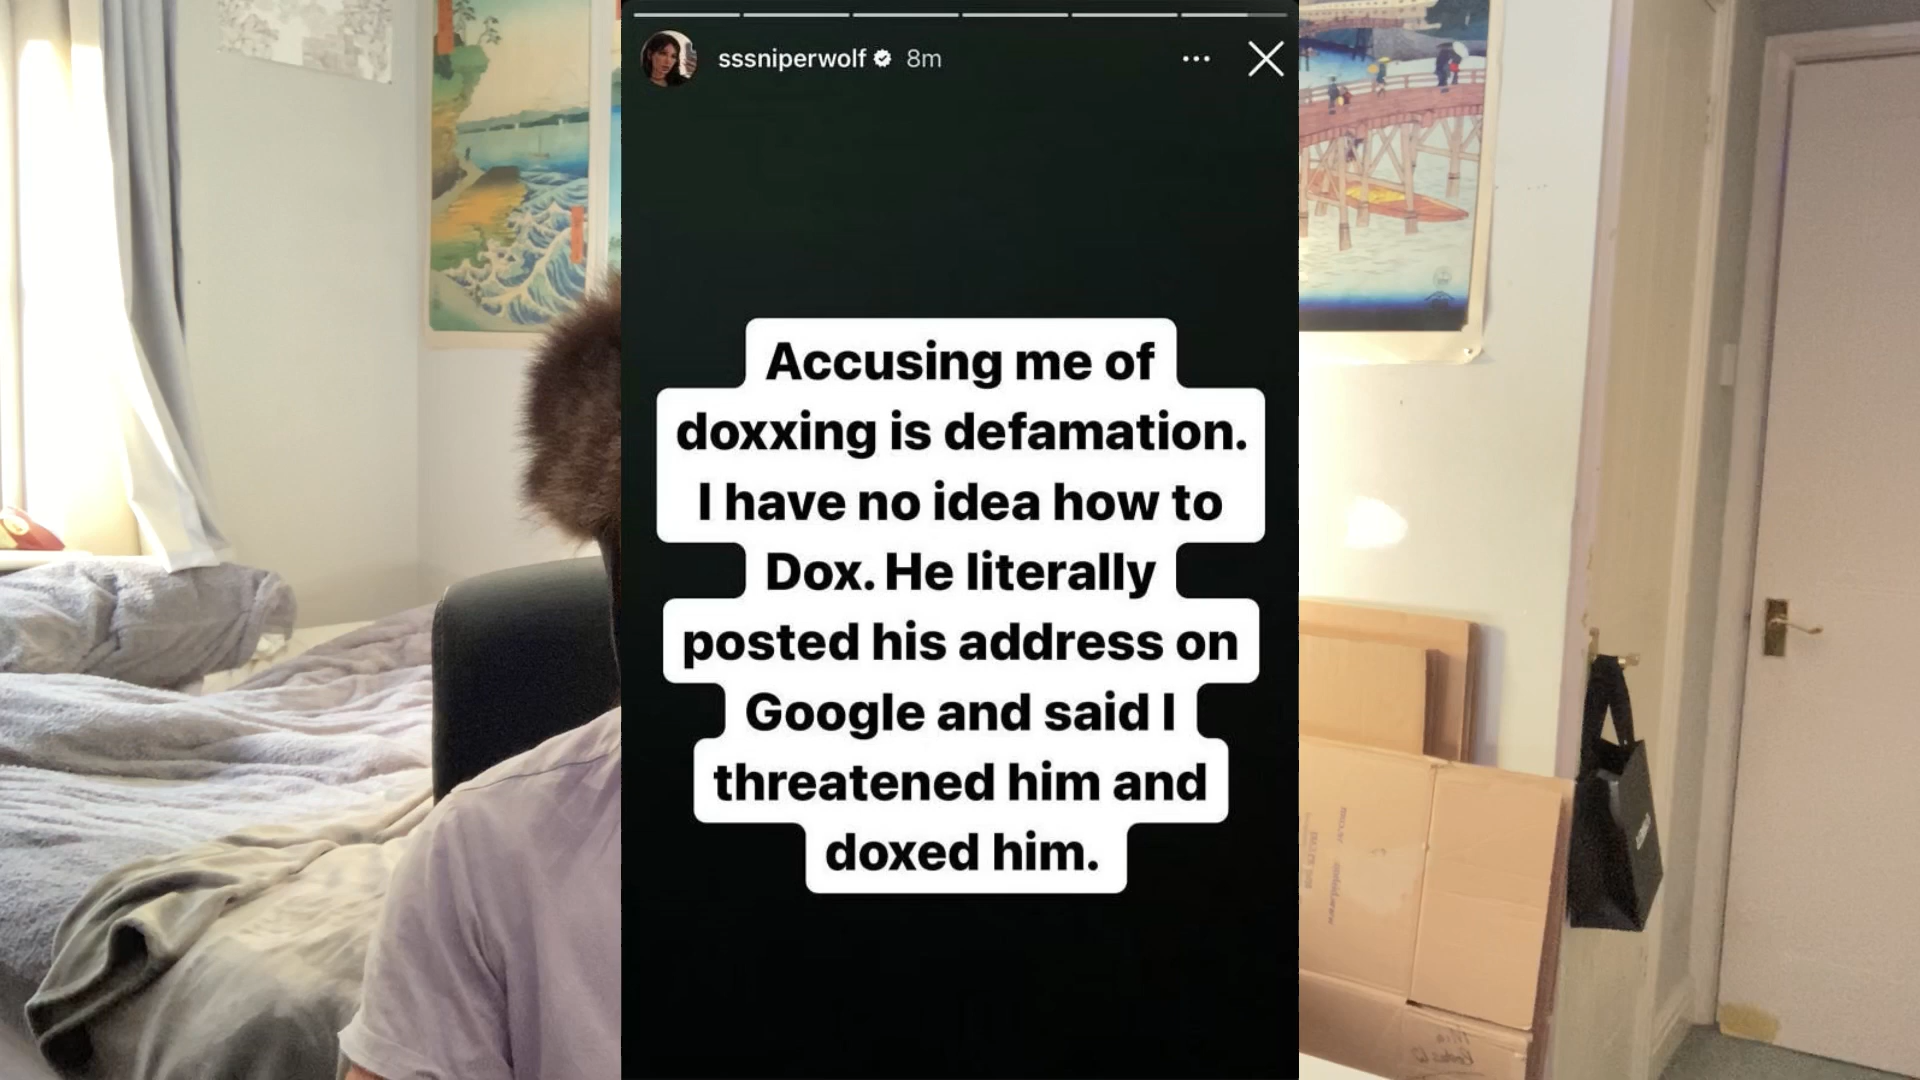 sssniperwolf 8m
Accusing me of
doxxing is defamation.
I have no idea how to
Dox. He literally
posted his address on
Google and said I
threatened him and
doxed him.